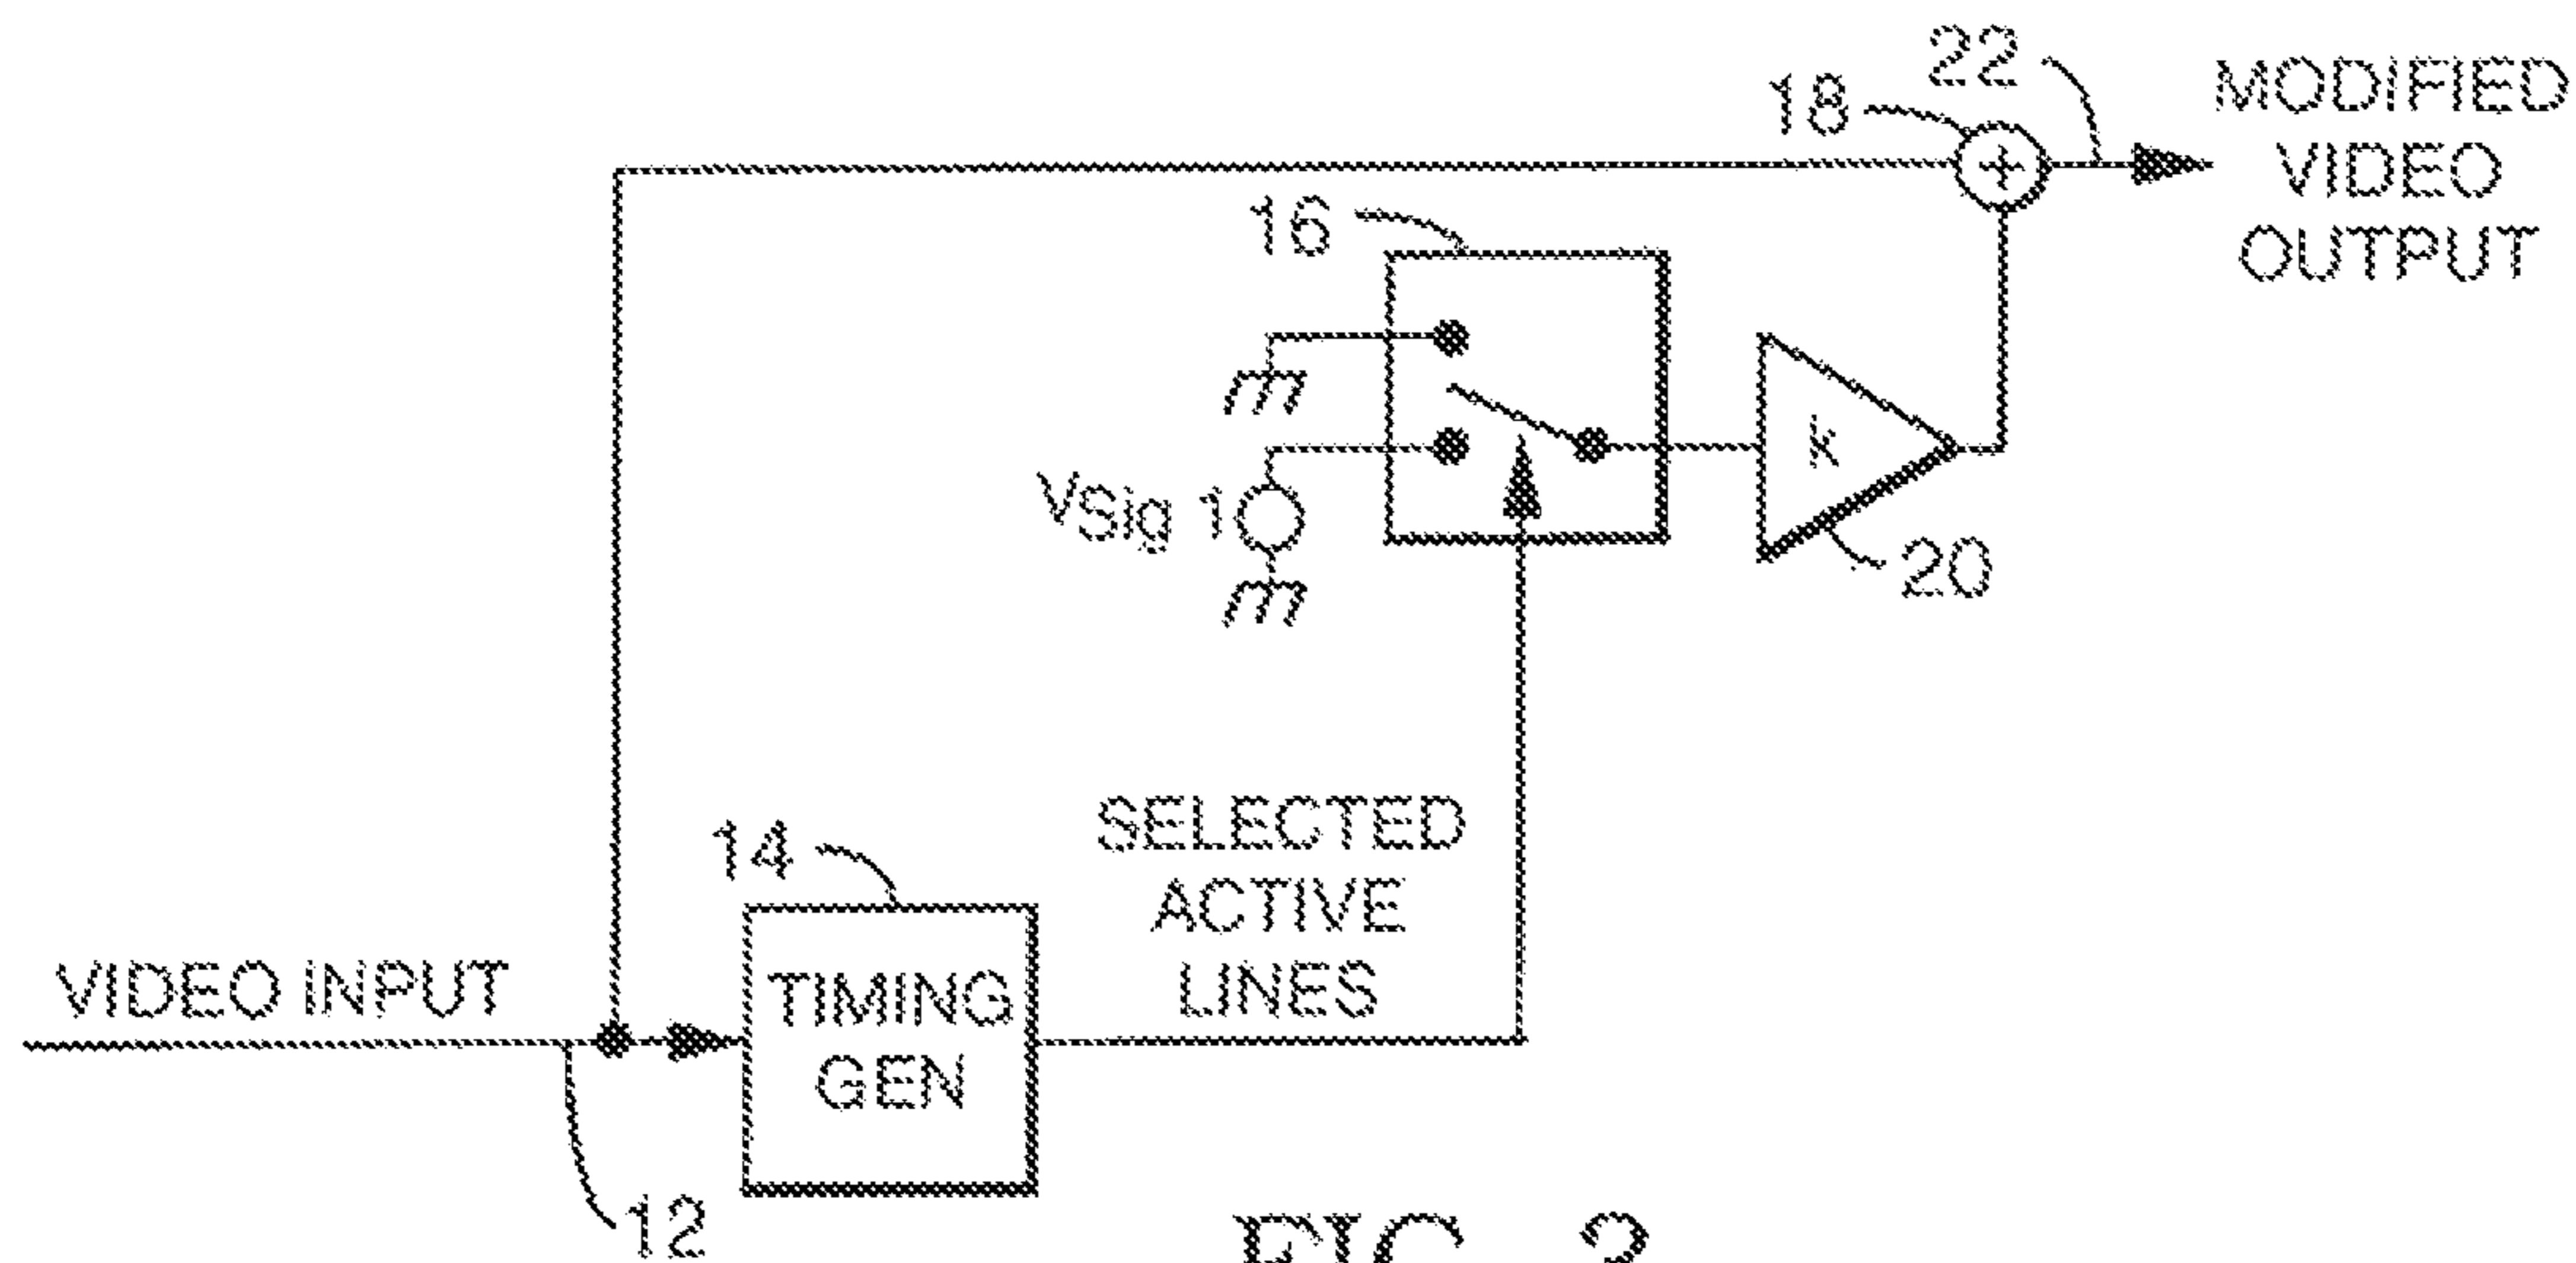 22
18
MODIFIED
VIDEO
OUTPUT
16
k
VSig 1
20
SELECTED
ACTIVE
LINES
14
VIDEO INPUT
TIMING
GEN
12